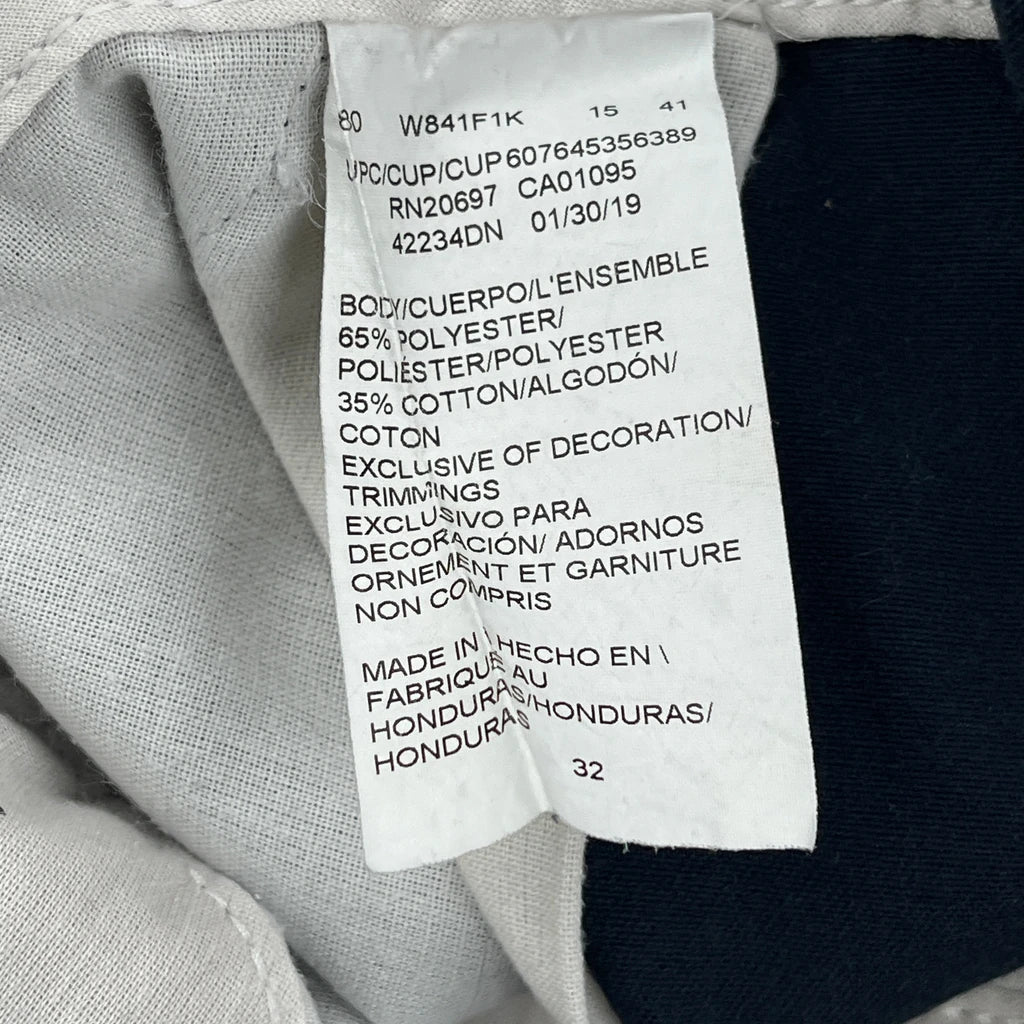 80 W841F1K 15 41
UPC/CUP/CUP 607645356389
RN20697 CA01095
42234DN 01/30/19
BODY/CUERPO/L'ENSEMBLE
65% POLYESTER/
POLIÉSTER/POLYESTER
35% COTTON/ALGODÓN/
COTON
EXCLUSIVE OF DECORATION/
TRIMMINGS
EXCLUSIVO PARA
DECORACIÓN/ ADORNOS
ORNEMENT ET GARNITURE
NON COMPRIS
MADE IN \ HECHO EN \
FABRIQUÉ AU
HONDURAS/HONDURAS/
HONDURAS
32